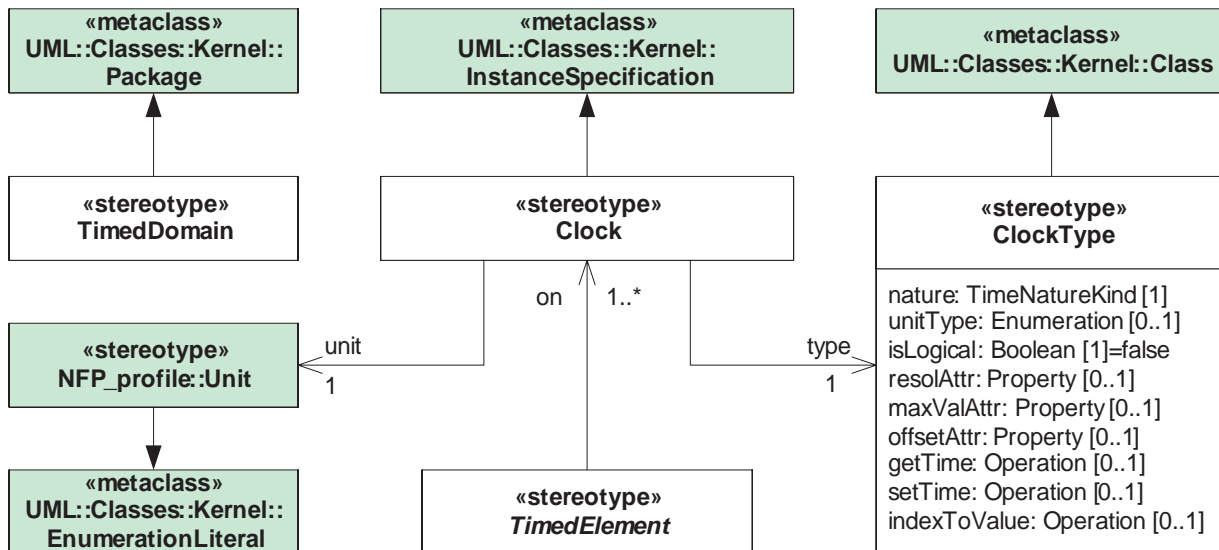 «metaclass»
UML::Classes::Kernel::
Package
«metaclass»
UML::Classes::Kernel::
InstanceSpecification
«metaclass»
UML::Classes::Kernel::Class
«stereotype»
TimedDomain
«stereotype»
Clock
«stereotype»
ClockType
nature: TimeNatureKind [1]
unitType: Enumeration [0..1]
isLogical: Boolean [1]=false
resolAttr: Property [0..1]
maxValAttr: Property [0..1]
offsetAttr: Property [0..1]
getTime: Operation [0..1]
setTime: Operation [0..1]
indexToValue: Operation [0..1]
on
1..*
unit
1
type
1
«stereotype»
NFP_profile::Unit
«metaclass»
UML::Classes::Kernel::
EnumerationLiteral
«stereotype»
TimedElement